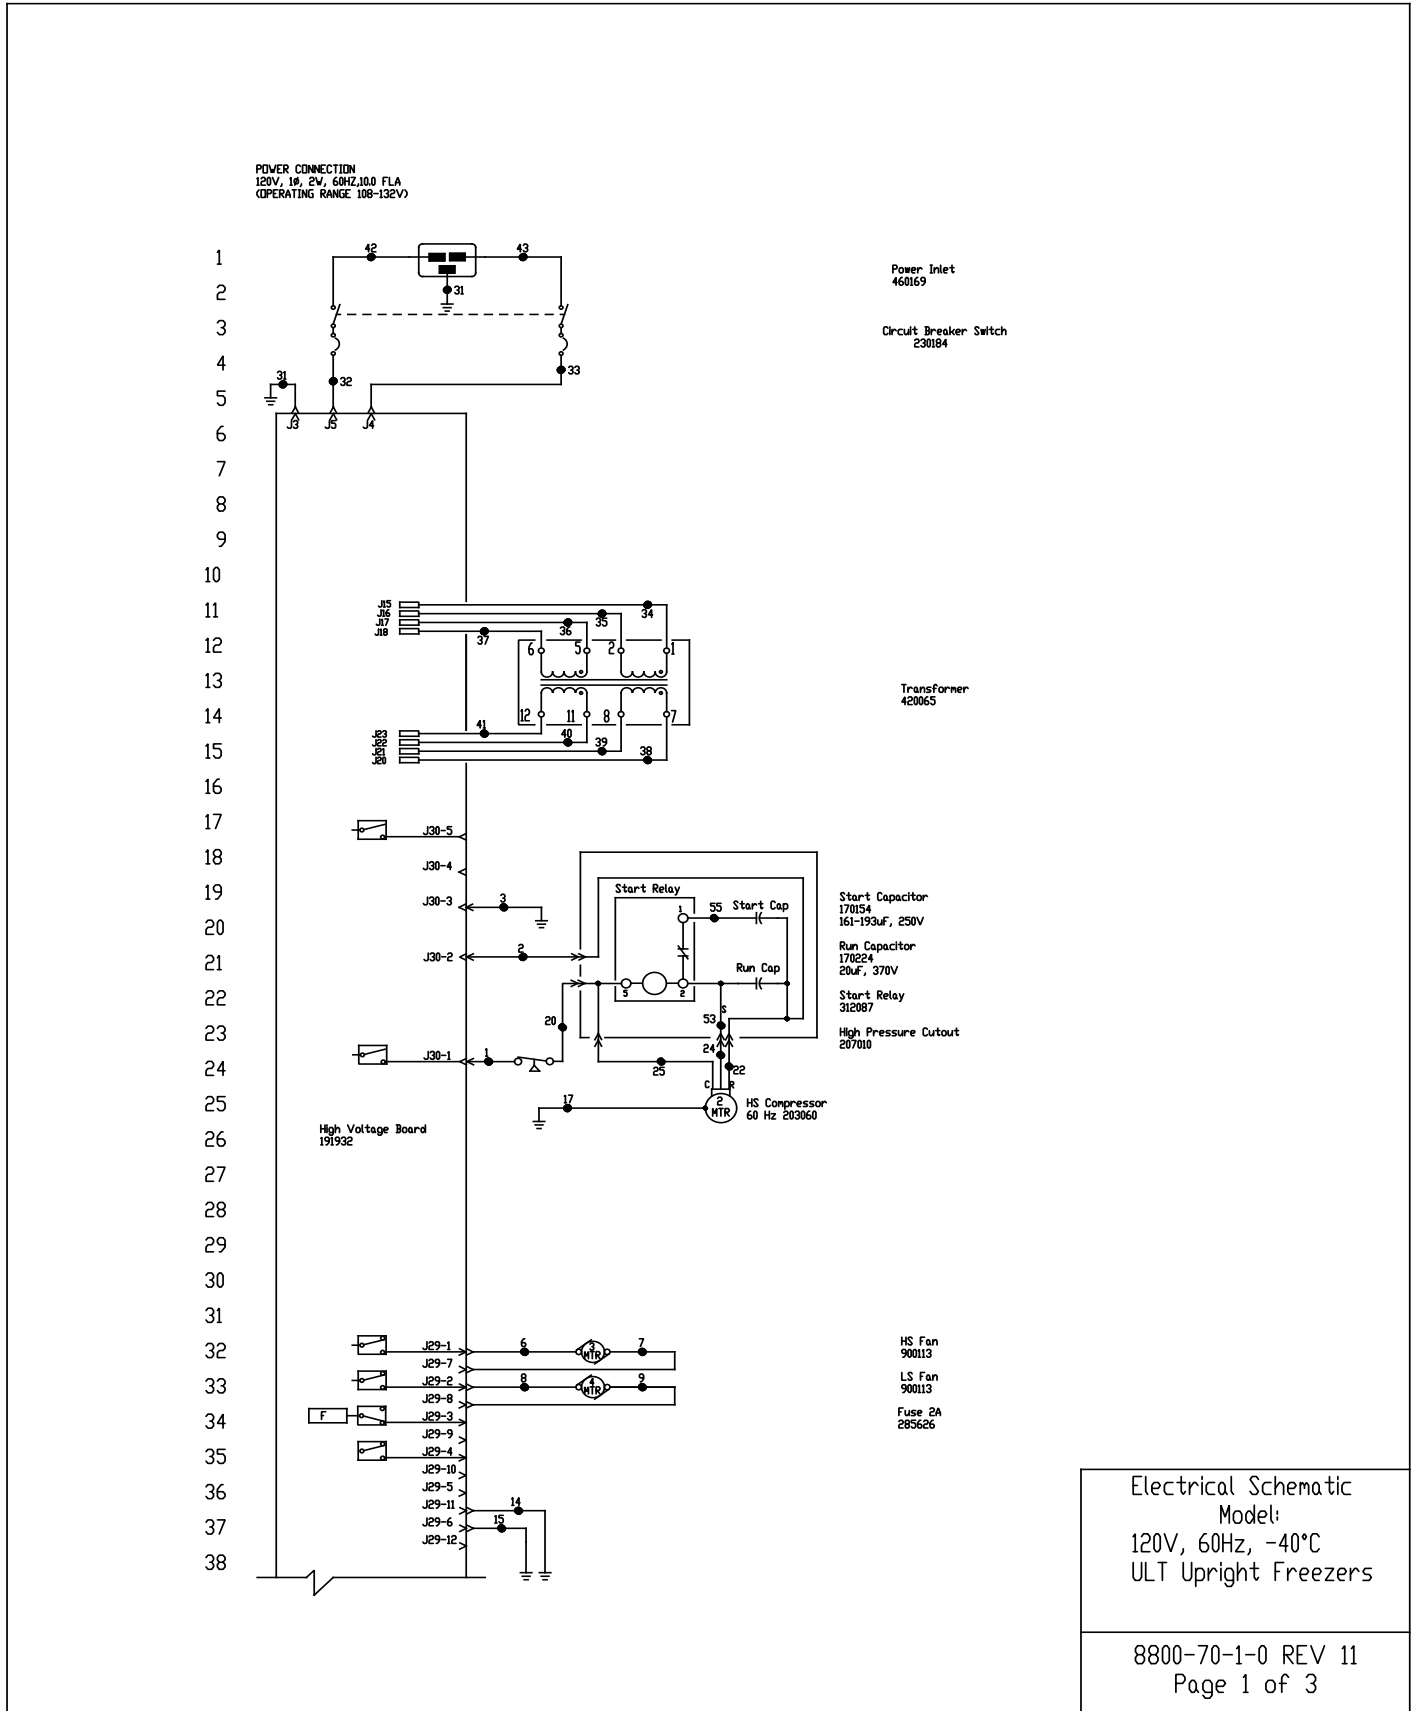 POWER CONNECTION
120V, 1ø, 2W, 60HZ,10.0 FLA
(OPERATING RANGE 108-132V)
1
42
43
Power Inlet
460169
2
31
3
Circuit Breaker Switch
230184
4
33
31
32
5
J3
J5
J4
6
7
8
9
10
J15
11
J16
34
J17
35
J18
36
12
37
6
5
2
1
13
Transformer
420065
14
12
11
8
7
41
J23
40
J22
39
15
J21
38
J20
16
17
J30-5
18
J30-4
Start Relay
19
J30-3
3
1
55
Start Cap
Start Capacitor
170154
161-193uF, 250V
20
Run Capacitor
170224
20uF, 370V
21
J30-2
2
Run Cap
22
5
2
Start Relay
312087
S
23
20
53
High Pressure Cutout
207010
24
J30-1
1
24
25
22
C
R
25
17
2
MTR
HS Compressor
60 Hz 203060
26
High Voltage Board
191932
27
28
29
30
31
32
J29-1
6
3
MTR
7
HS Fan
900113
J29-7
33
J29-2
8
4
MTR
9
LS Fan
900113
J29-8
34
F
J29-3
Fuse 2A
285626
J29-9
35
J29-4
J29-10
36
J29-5
J29-11
14
37
J29-6
15
J29-12
38
Electrical Schematic
Model:
120V, 60Hz, -40°C
ULT Upright Freezers
8800-70-1-0 REV 11
Page 1 of 3